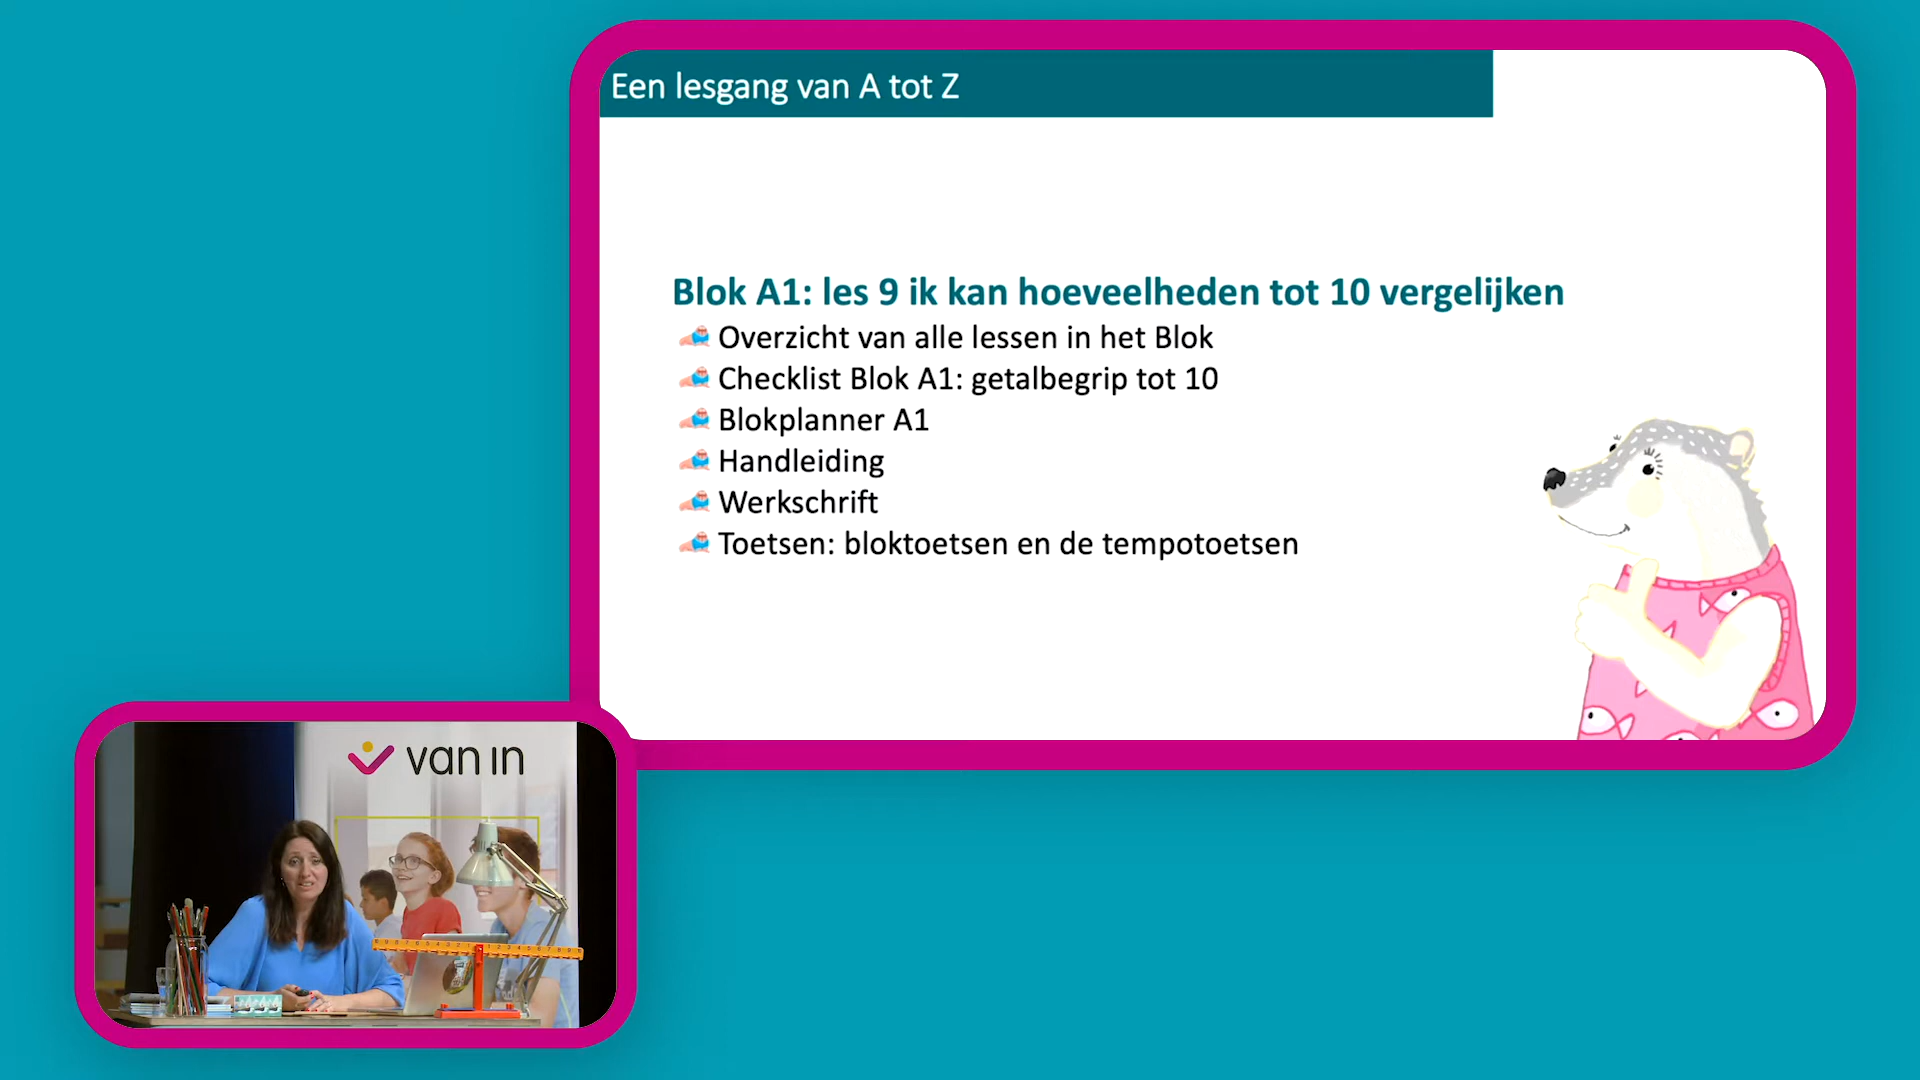 Een lesgang van A tot Z
Blok A1: les 9 ik kan hoeveelheden tot 10 vergelijken
Overzicht van alle lessen in het Blok
Checklist Blok A1: getalbegrip tot 10
Blokplanner A1
Handleiding
Werkschrift
Toetsen: bloktoetsen en de tempotoetsen
van in